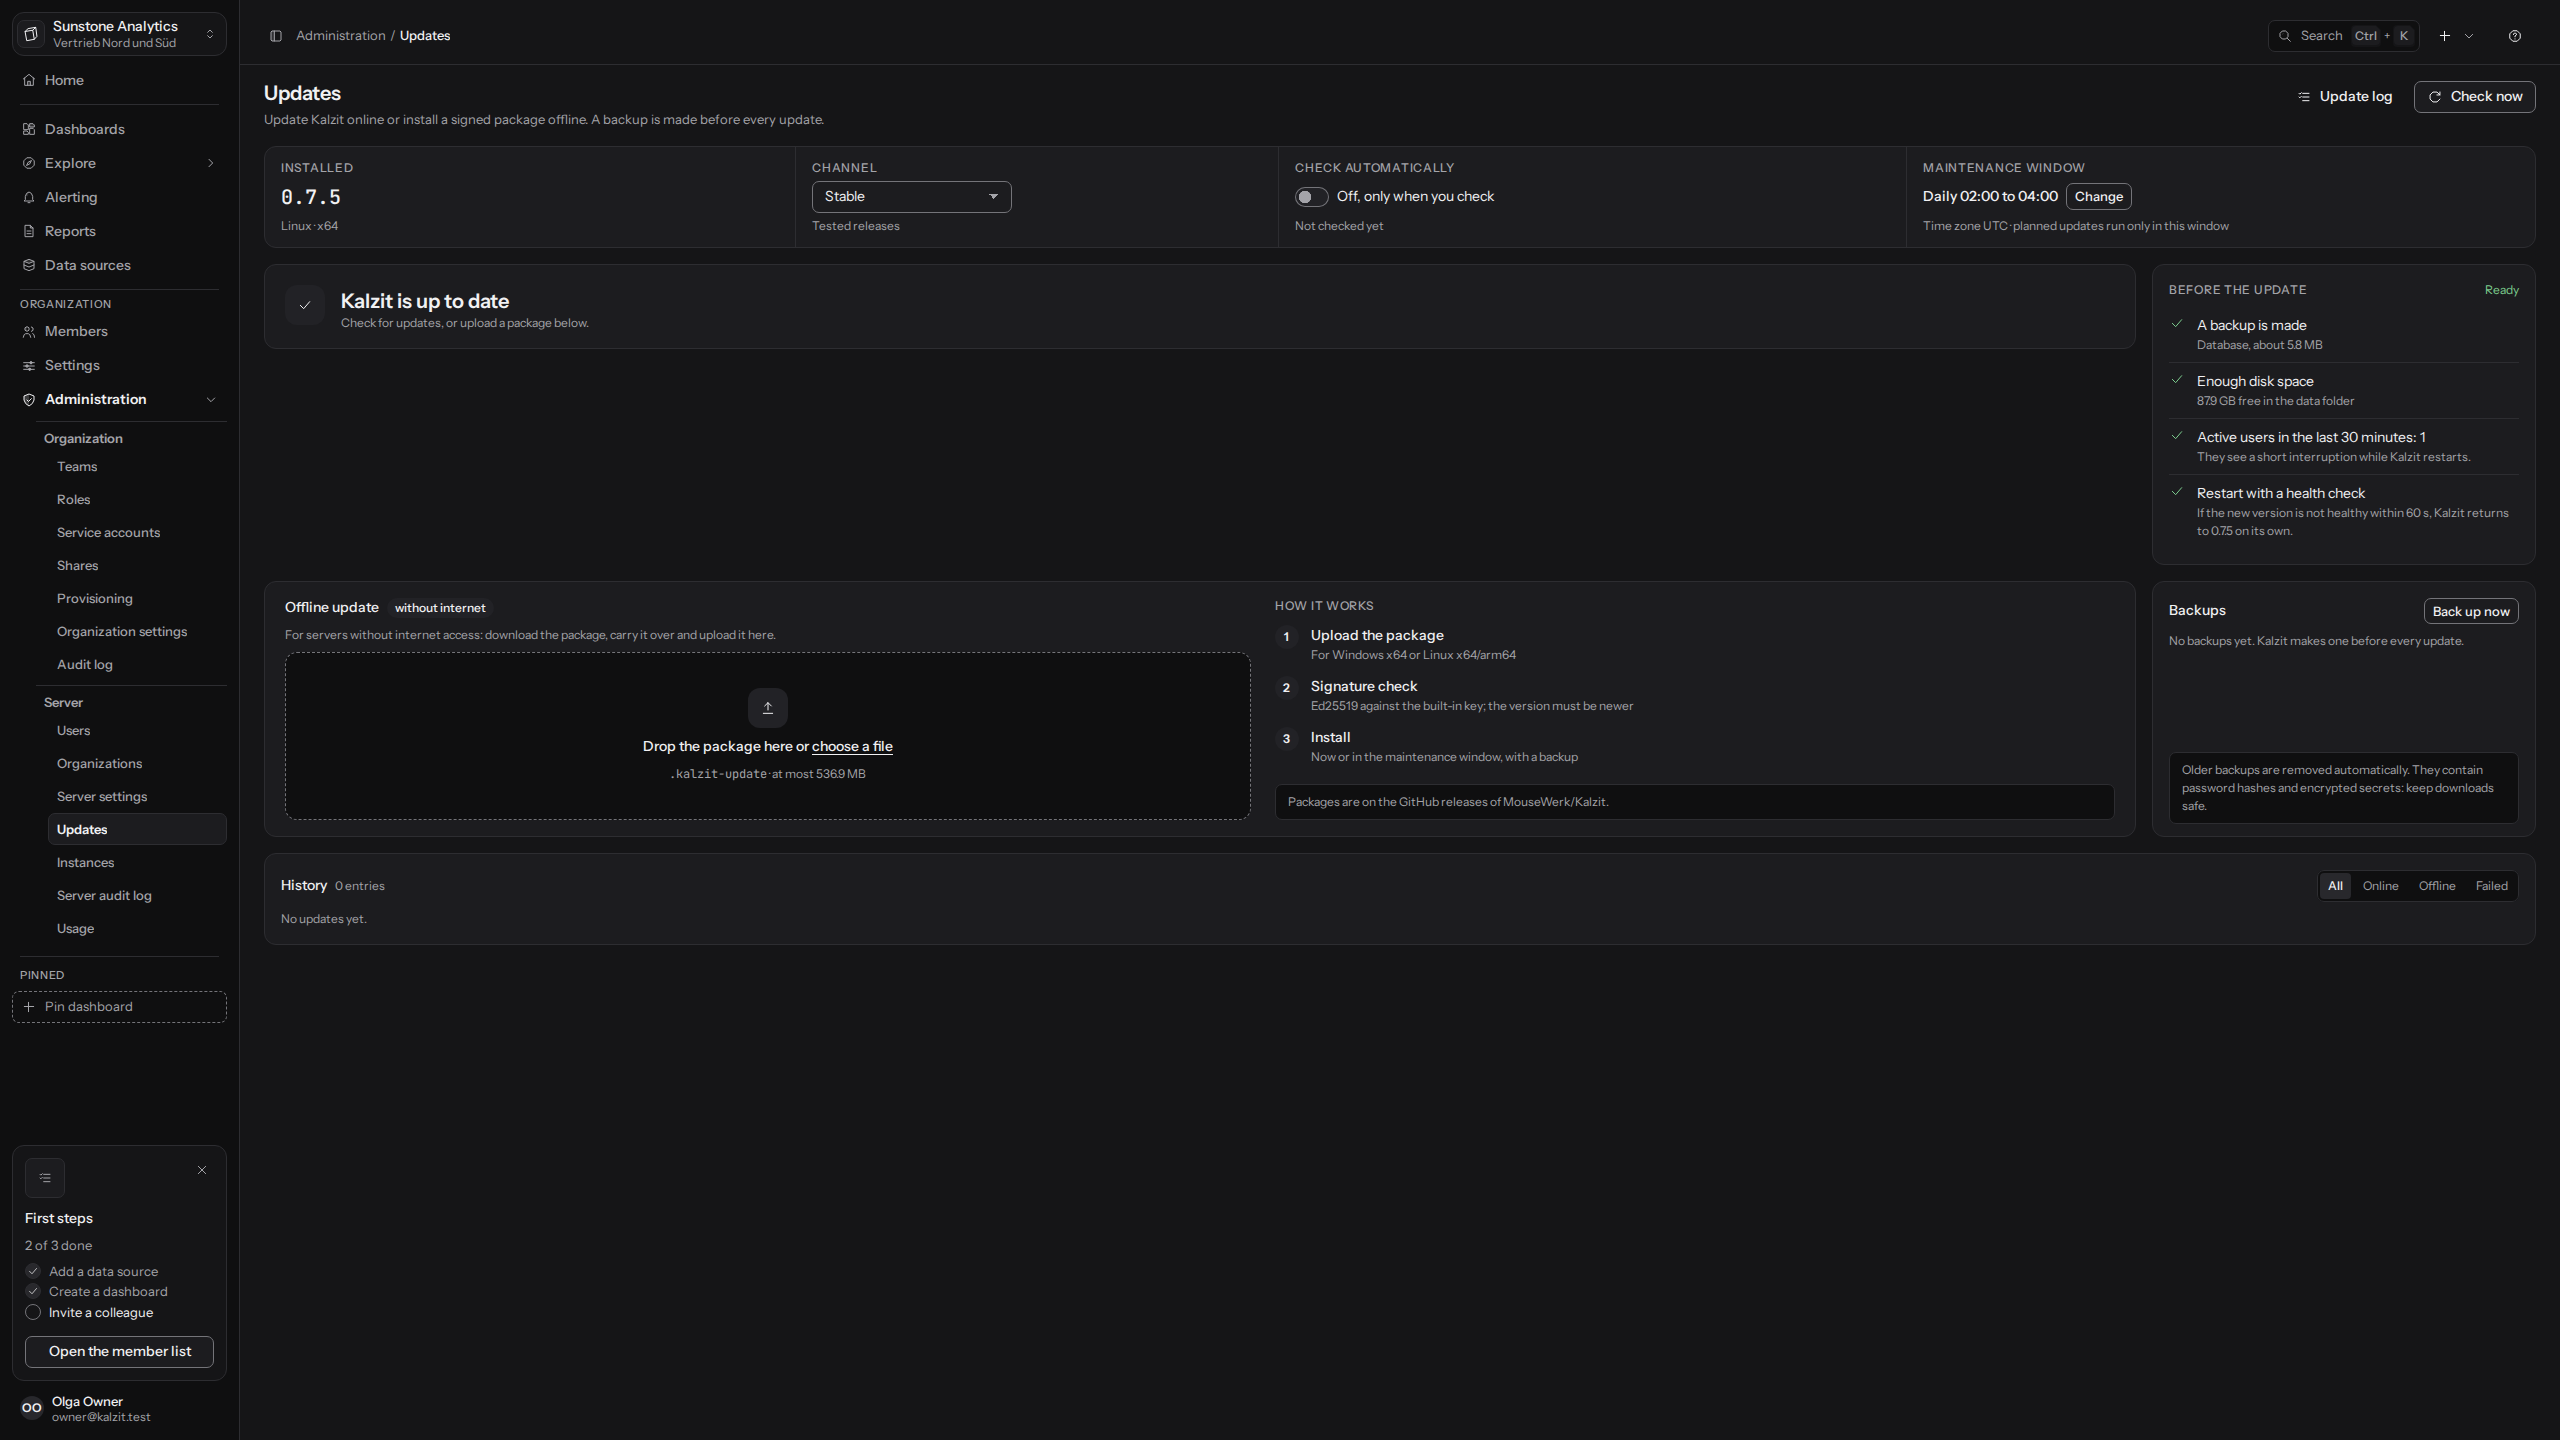 Sunstone Analytics
Vertrieb Nord und Süd
Home
Dashboards
Explore
Alerting
Reports
Data sources
ORGANIZATION
Members
Settings
Administration
Organization
Teams
Roles
Service accounts
Shares
Provisioning
Organization settings
Audit log
Server
Users
Organizations
Server settings
Updates
Instances
Server audit log
Usage
PINNED
Pin dashboard
First steps
2 of 3 done
Add a data source
Create a dashboard
Invite a colleague
Open the member list
OO
Olga Owner
owner@kalzit.test
Administration / Updates
Search Ctrl + K
Updates
Update Kalzit online or install a signed package offline. A backup is made before every update.
Update log
Check now
INSTALLED
0.7.5
Linux · x64
CHANNEL
Stable
Tested releases
CHECK AUTOMATICALLY
Off, only when you check
Not checked yet
MAINTENANCE WINDOW
Daily 02:00 to 04:00 Change
Time zone UTC · planned updates run only in this window
Kalzit is up to date
Check for updates, or upload a package below.
BEFORE THE UPDATE Ready
A backup is made
Database, about 5.8 MB
Enough disk space
87.9 GB free in the data folder
Active users in the last 30 minutes: 1
They see a short interruption while Kalzit restarts.
Restart with a health check
If the new version is not healthy within 60 s, Kalzit returns
to 0.7.5 on its own.
Offline update without internet
For servers without internet access: download the package, carry it over and upload it here.
Drop the package here or choose a file
.kalzit-update · at most 536.9 MB
HOW IT WORKS
1 Upload the package
For Windows x64 or Linux x64/arm64
2 Signature check
Ed25519 against the built-in key; the version must be newer
3 Install
Now or in the maintenance window, with a backup
Packages are on the GitHub releases of MouseWerk/Kalzit.
Backups Back up now
No backups yet. Kalzit makes one before every update.
Older backups are removed automatically. They contain
password hashes and encrypted secrets: keep downloads
safe.
History 0 entries
All Online Offline Failed
No updates yet.